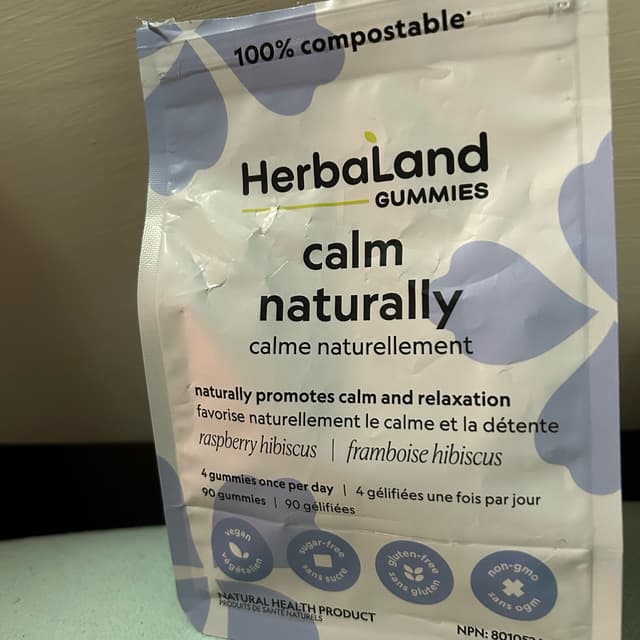 100% compostable*
HerbaLand
GUMMIES
calm
naturally
calme naturellement
naturally promotes calm and relaxation
favorise naturellement le calme et la détente
raspberry hibiscus | framboise hibiscus
4 gummies once per day | 4 gélifiées une fois par jour
90 gummies | 90 gélifiées
vegan
végétalien
sugar-free
sans sucre
gluten-free
sans gluten
non-gmo
sans ogm
NATURAL HEALTH PRODUCT
PRODUITS DE SANTÉ NATURELS
NPN: